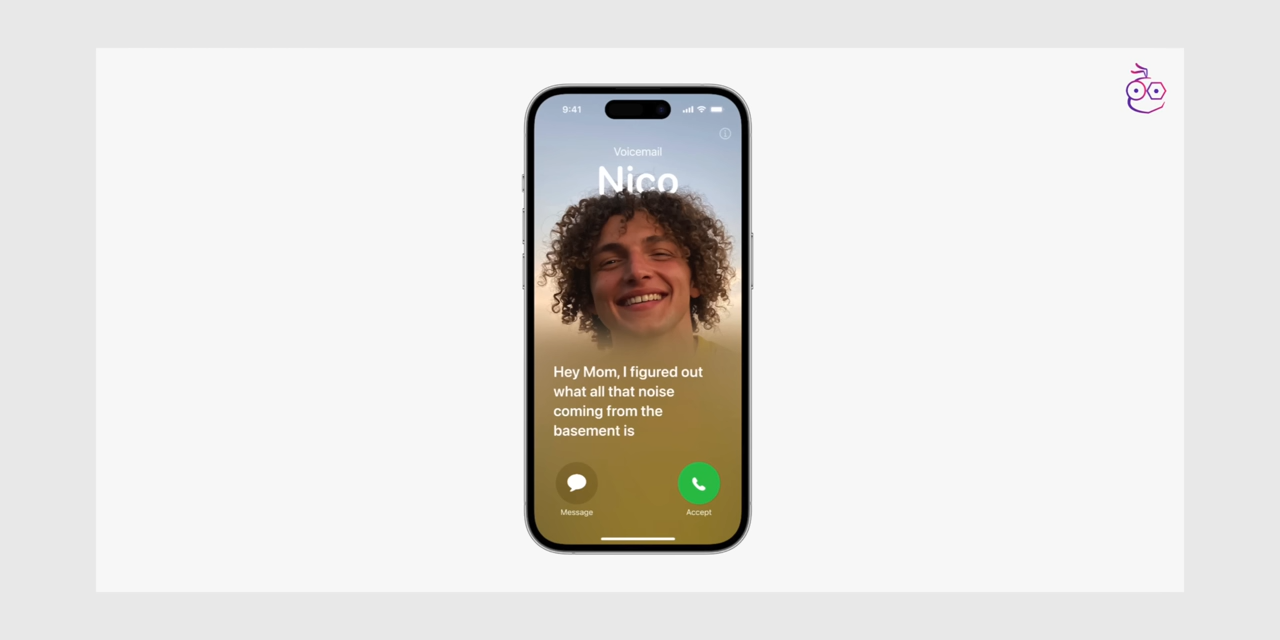 9:41
Voicemail
Nico
Hey Mom, I figured out
what all that noise
coming from the
basement is
Message
Accept